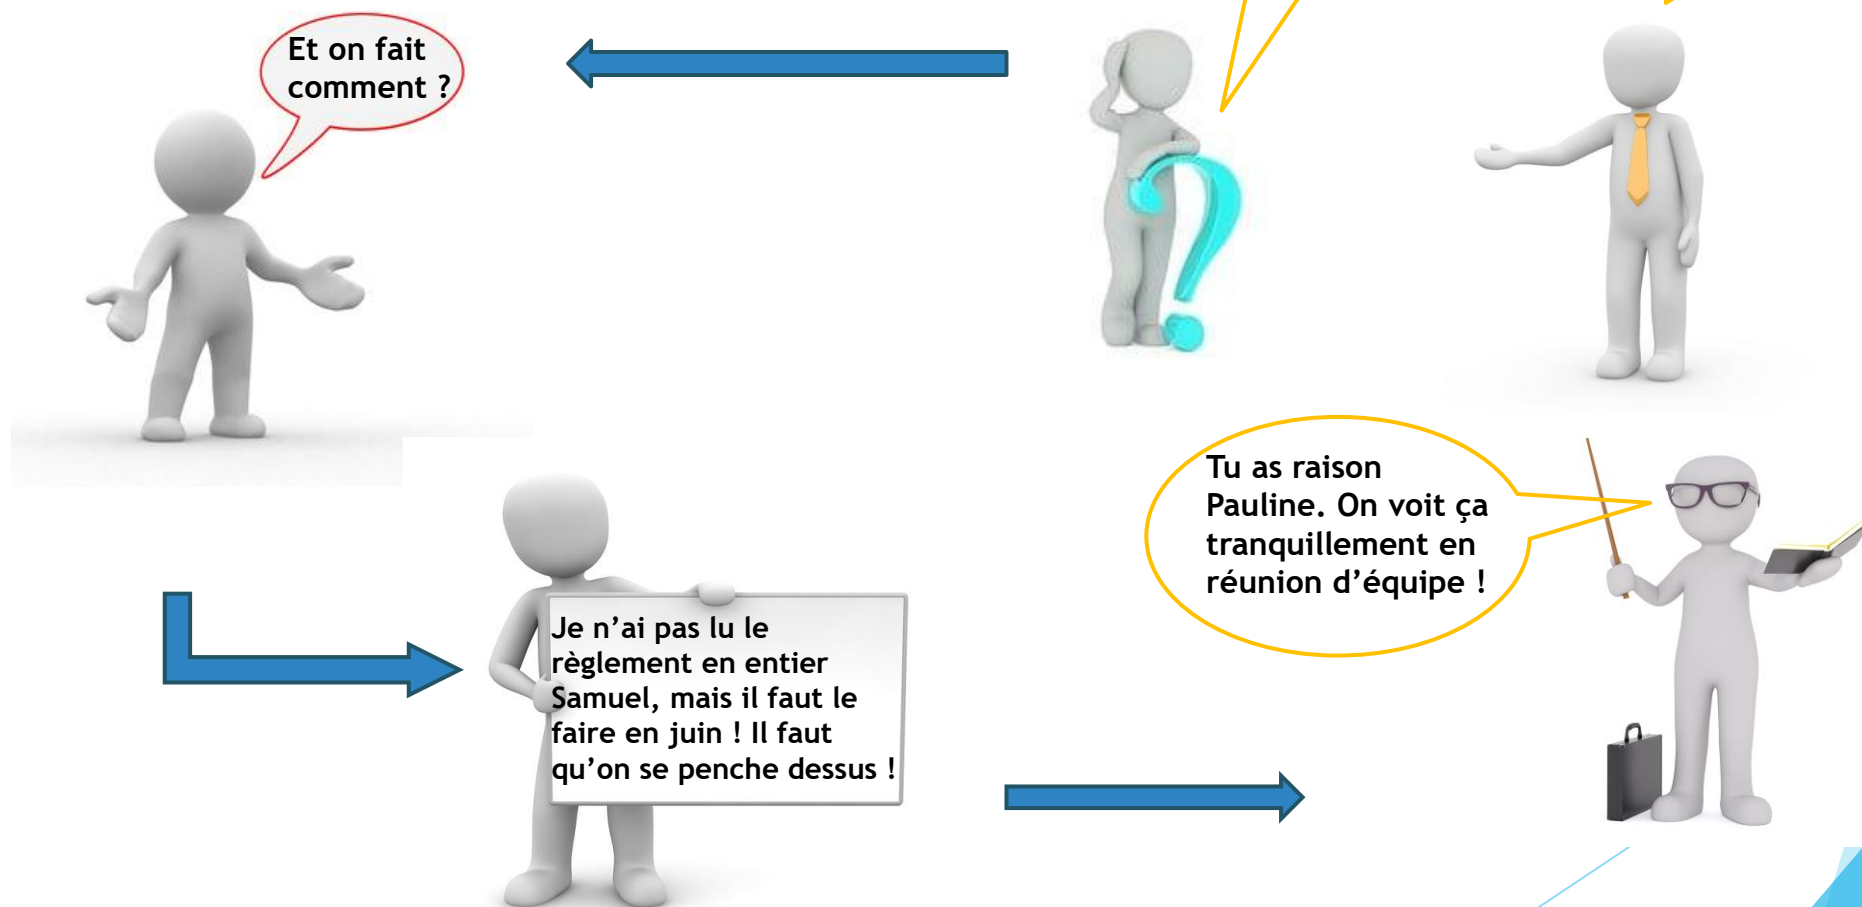 Et on fait
comment ?
Je n’ai pas lu le
règlement en entier
Samuel, mais il faut le
faire en juin ! Il faut
qu’on se penche dessus !
Tu as raison
Pauline. On voit ça
tranquillement en
réunion d’équipe !